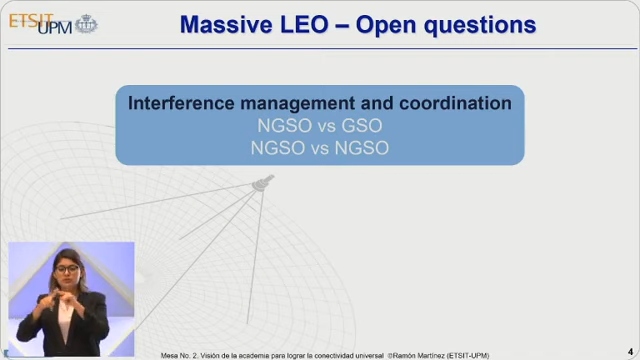 ETSIT
UPM
Massive LEO – Open questions
Interference management and coordination
NGSO vs GSO
NGSO vs NGSO
Mesa No. 2. Visión de la academia para lograr la conectividad universal ©Ramón Martínez (ETSIT-UPM)
4